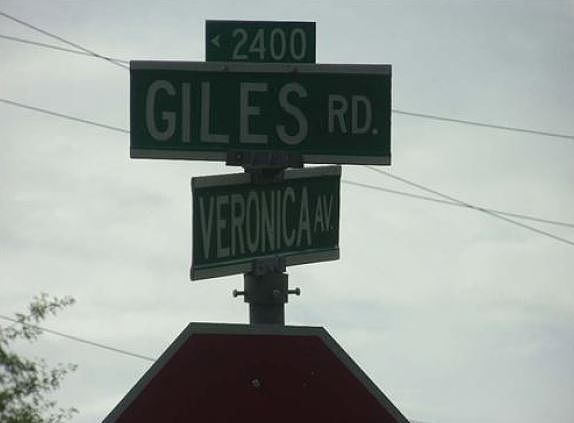 < 2400
GILES RD.
VERONICA AV.